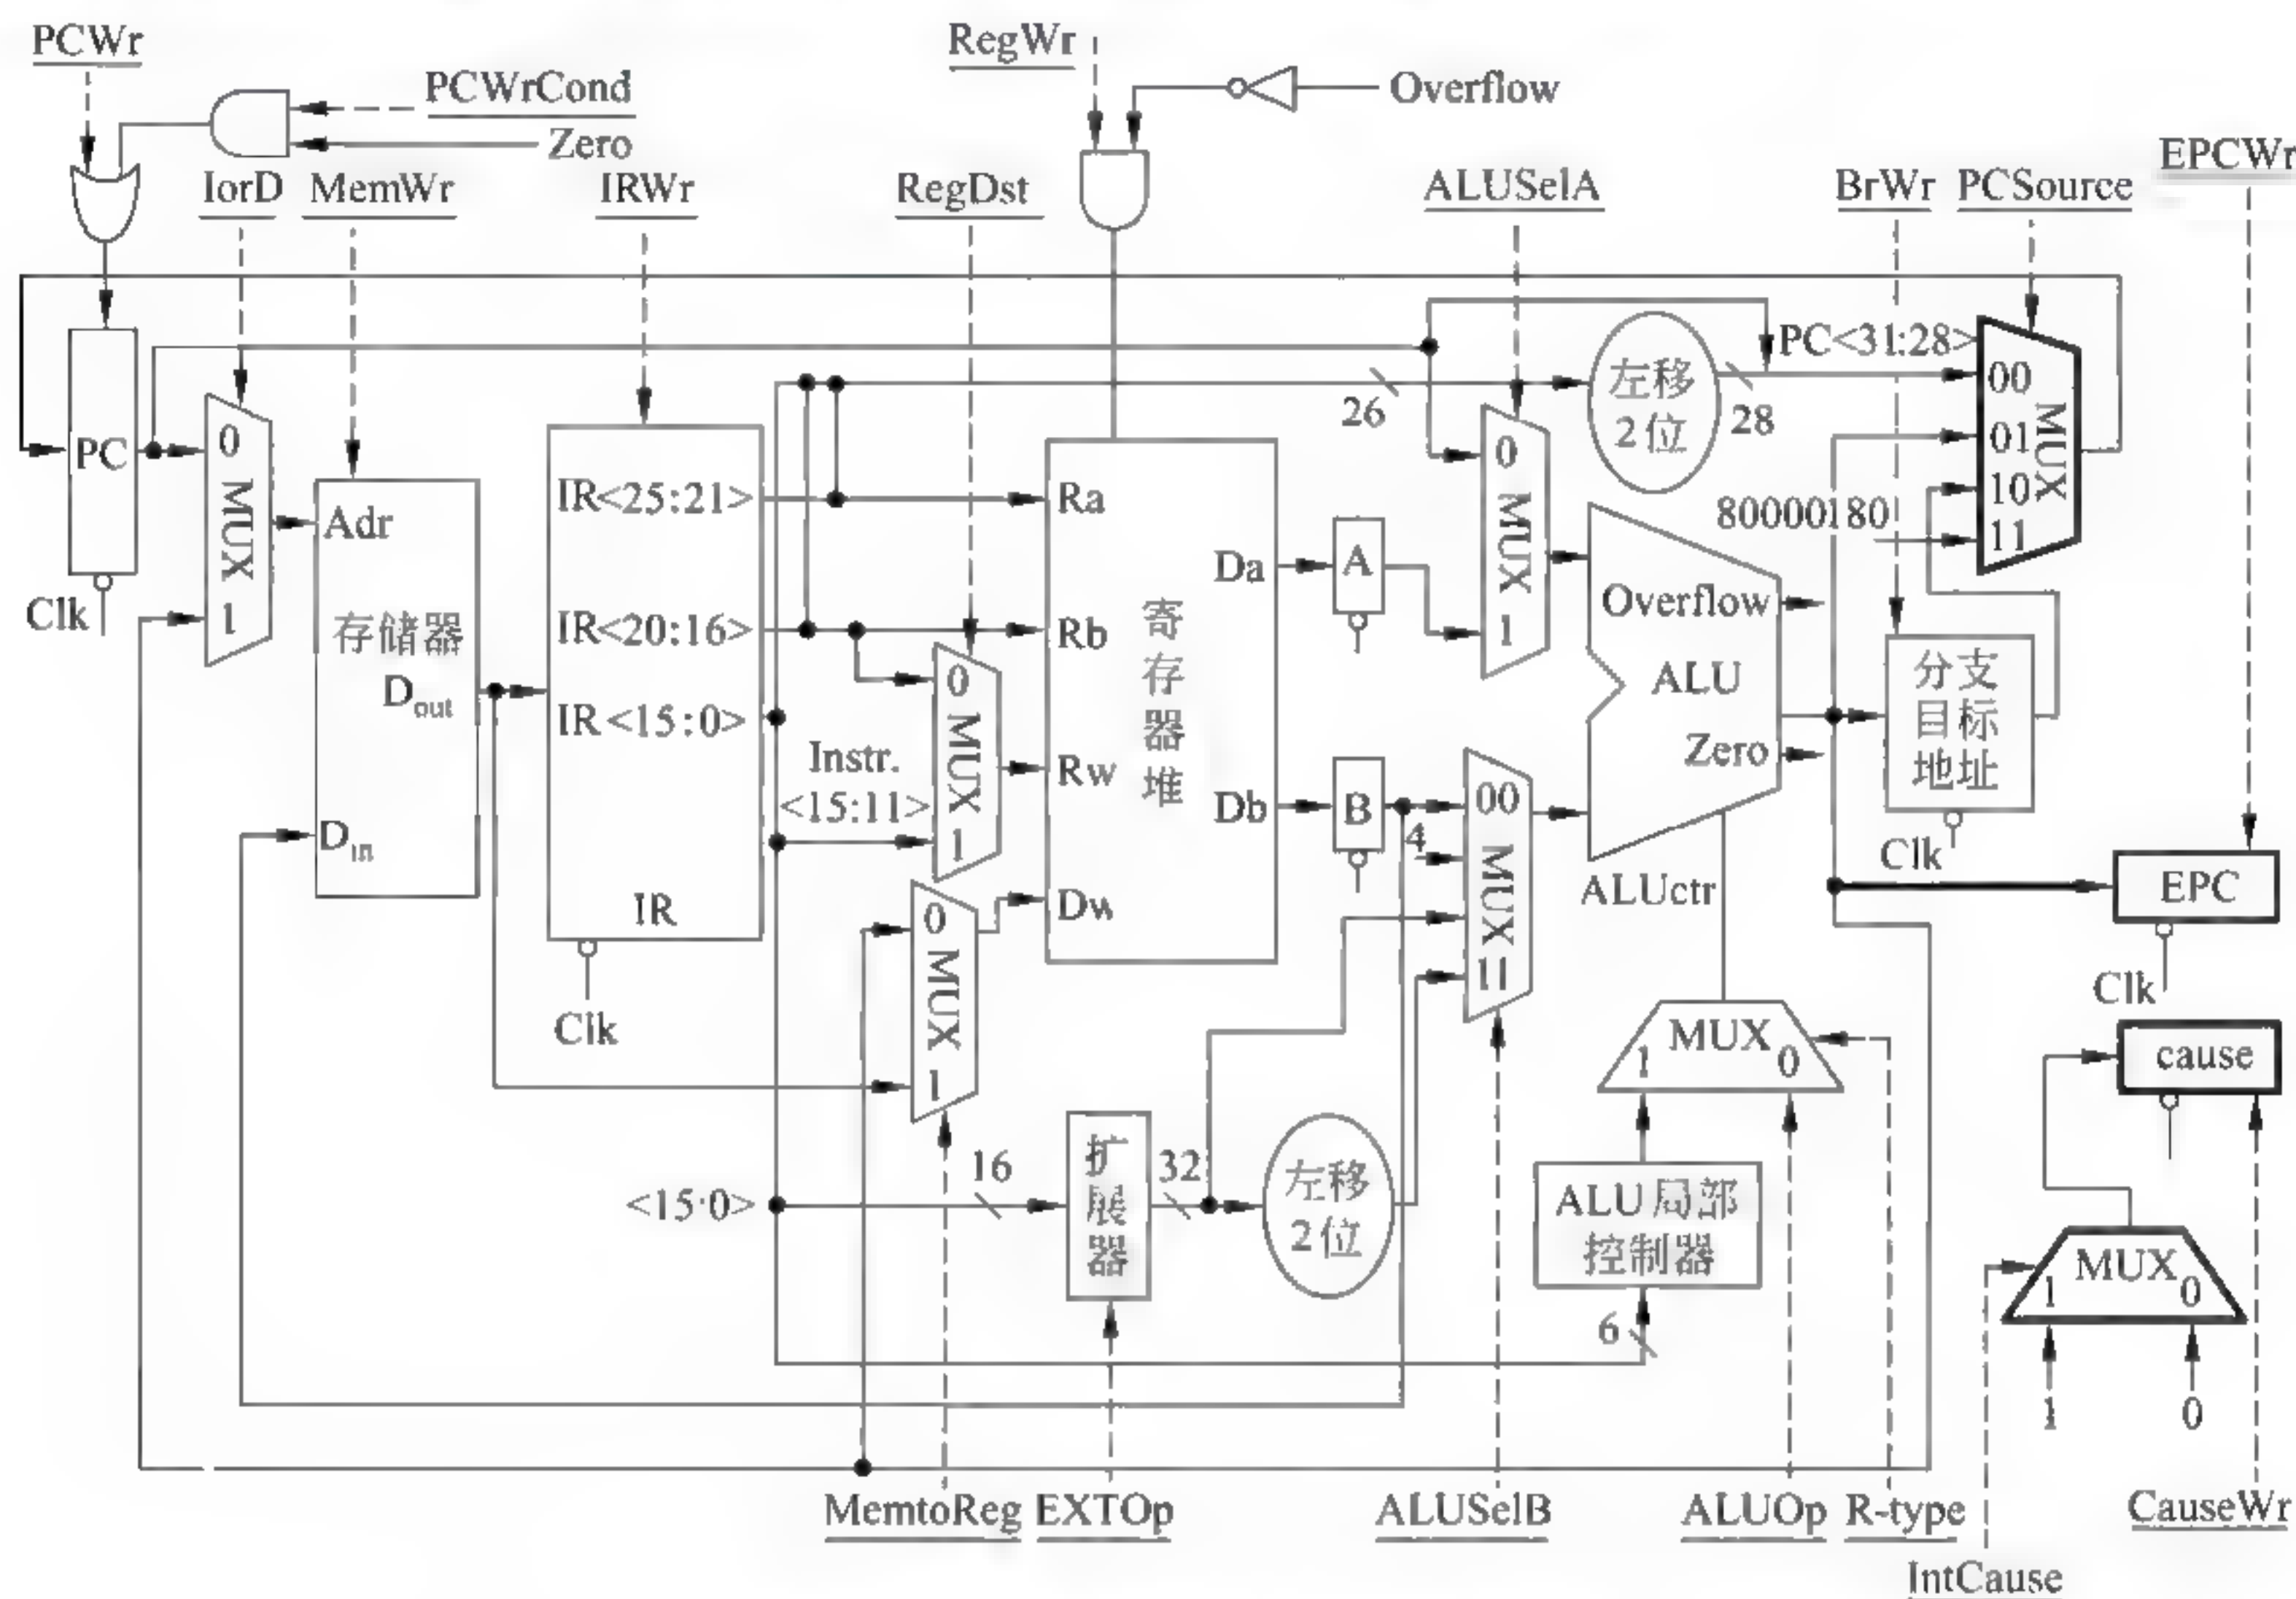 PCWr
PCWrCond
Zero
RegWr
Overflow
IorD
MemWr
IRWr
RegDst
ALUSelA
BrWr
PCSource
EPCWr
PC
Clk
0
MUX
1
Adr
存储器
Dout
Din
IR<25:21>
IR<20:16>
IR<15:0>
IR
Clk
Instr.
<15:11>
0
MUX
1
0
MUX
1
Ra
Rb
Rw
Dw
寄存器堆
Da
Db
A
B
4
26
0
MUX
1
00
MUX
11
左移
2位
28
PC<31:28>
00
01
10
11
MUX
80000180
Overflow
ALU
Zero
ALUctr
分支
目标
地址
Clk
EPC
Clk
cause
MUX
1
0
<15:0>
16
扩展器
32
左移
2位
ALU局部
控制器
6
MUX
1
0
1
0
MemtoReg
EXTOp
ALUSelB
ALUOp
R-type
CauseWr
IntCause